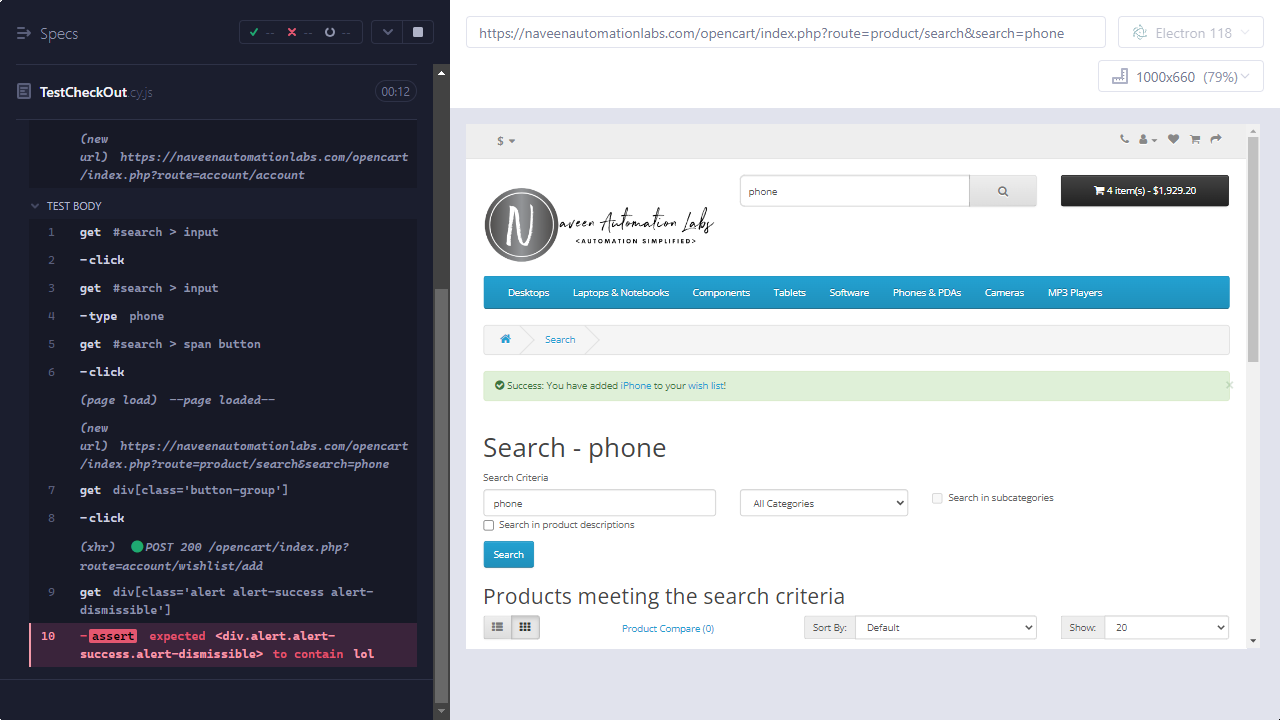 Specs
-- -- --
TestCheckOut.cy.js
00:12
(new
url) https://naveenautomationlabs.com/opencart
/index.php?route=account/account
TEST BODY
1 get #search > input
2 -click
3 get #search > input
4 -type phone
5 get #search > span button
6 -click
(page load) --page loaded--
(new
url) https://naveenautomationlabs.com/opencart
/index.php?route=product/search&search=phone
7 get div[class='button-group']
8 -click
(xhr) POST 200 /opencart/index.php?
route=account/wishlist/add
9 get div[class='alert alert-success alert-
dismissible']
10 -assert expected <div.alert.alert-
success.alert-dismissible> to contain lol
https://naveenautomationlabs.com/opencart/index.php?route=product/search&search=phone
Electron 118
1000x660 (79%)
$
phone
4 item(s) - $1,929.20
N
Naveen Automation Labs
<AUTOMATION SIMPLIFIED>
Desktops Laptops & Notebooks Components Tablets Software Phones & PDAs Cameras MP3 Players
Search
Success: You have added iPhone to your wish list!
×
Search - phone
Search Criteria
phone
All Categories
Search in subcategories
Search in product descriptions
Search
Products meeting the search criteria
Product Compare (0)
Sort By: Default
Show: 20